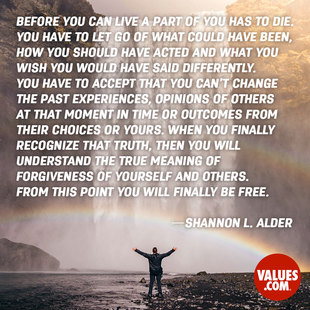 BEFORE YOU CAN LIVE A PART OF YOU HAS TO DIE.
YOU HAVE TO LET GO OF WHAT COULD HAVE BEEN,
HOW YOU SHOULD HAVE ACTED AND WHAT YOU
WISH YOU WOULD HAVE SAID DIFFERENTLY.
YOU HAVE TO ACCEPT THAT YOU CAN'T CHANGE
THE PAST EXPERIENCES, OPINIONS OF OTHERS
AT THAT MOMENT IN TIME OR OUTCOMES FROM
THEIR CHOICES OR YOURS. WHEN YOU FINALLY
RECOGNIZE THAT TRUTH, THEN YOU WILL
UNDERSTAND THE TRUE MEANING OF
FORGIVENESS OF YOURSELF AND OTHERS.
FROM THIS POINT YOU WILL FINALLY BE FREE.
—SHANNON L. ALDER
VALUES
.COM